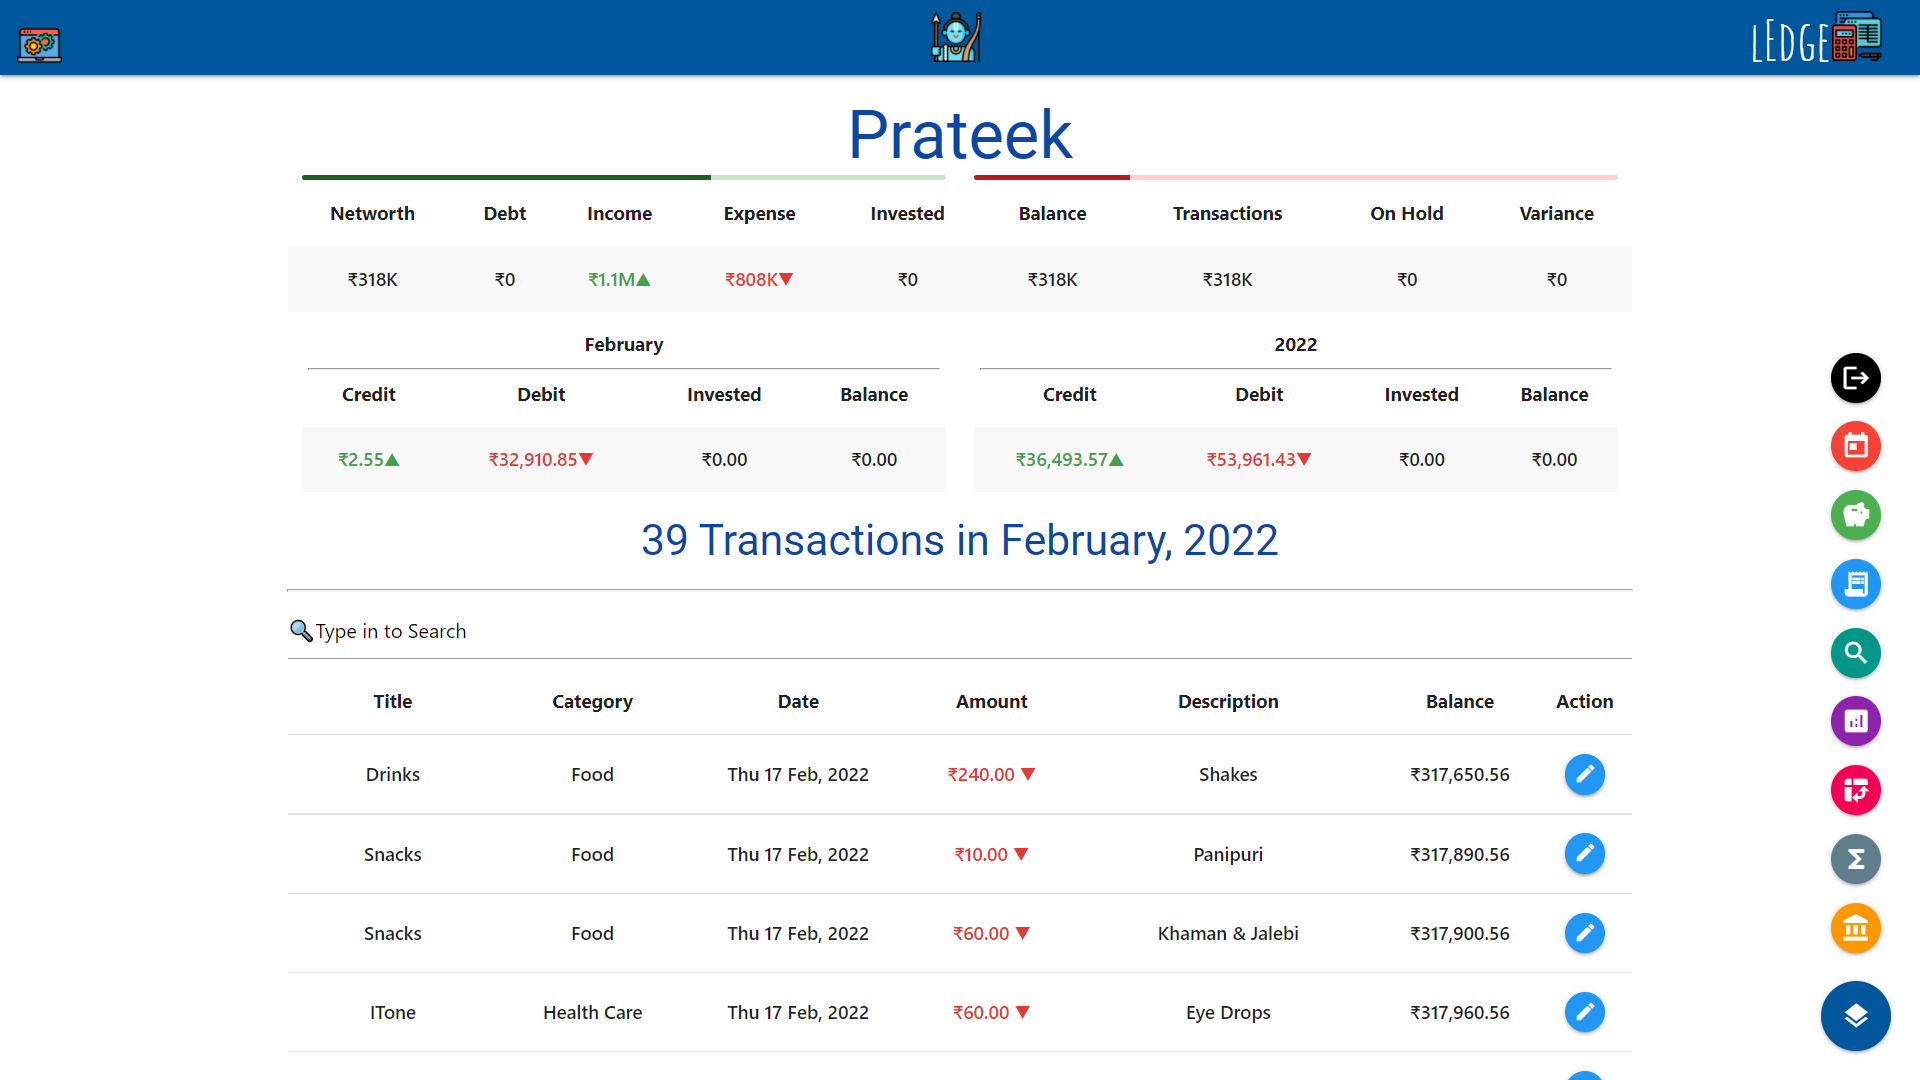 lEDGE
Prateek
Networth Debt Income Expense Invested Balance Transactions On Hold Variance
₹318K ₹0 ₹1.1M▲ ₹808K▼ ₹0 ₹318K ₹318K ₹0 ₹0
February 2022
Credit Debit Invested Balance Credit Debit Invested Balance
₹2.55▲ ₹32,910.85▼ ₹0.00 ₹0.00 ₹36,493.57▲ ₹53,961.43▼ ₹0.00 ₹0.00
39 Transactions in February, 2022
🔍Type in to Search
Title Category Date Amount Description Balance Action
Drinks Food Thu 17 Feb, 2022 ₹240.00 ▼ Shakes ₹317,650.56
Snacks Food Thu 17 Feb, 2022 ₹10.00 ▼ Panipuri ₹317,890.56
Snacks Food Thu 17 Feb, 2022 ₹60.00 ▼ Khaman & Jalebi ₹317,900.56
ITone Health Care Thu 17 Feb, 2022 ₹60.00 ▼ Eye Drops ₹317,960.56